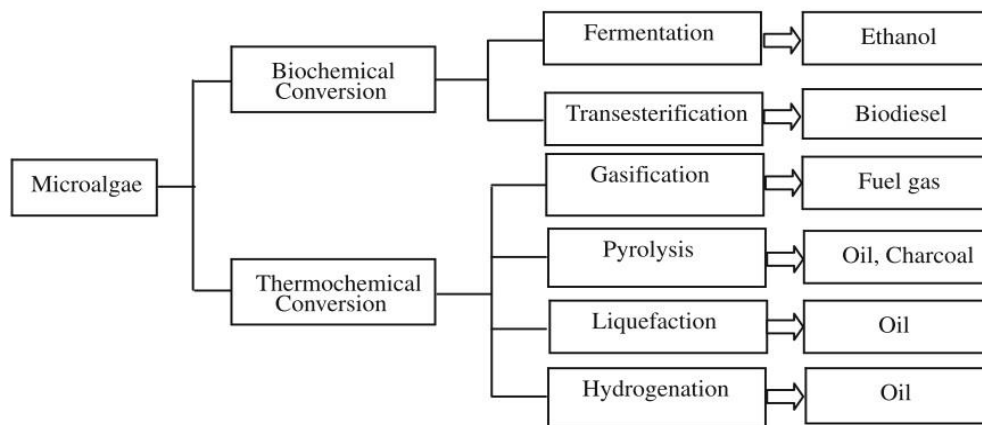 Microalgae
Biochemical
Conversion
Fermentation
Ethanol
Transesterification
Biodiesel
Thermochemical
Conversion
Gasification
Fuel gas
Pyrolysis
Oil, Charcoal
Liquefaction
Oil
Hydrogenation
Oil